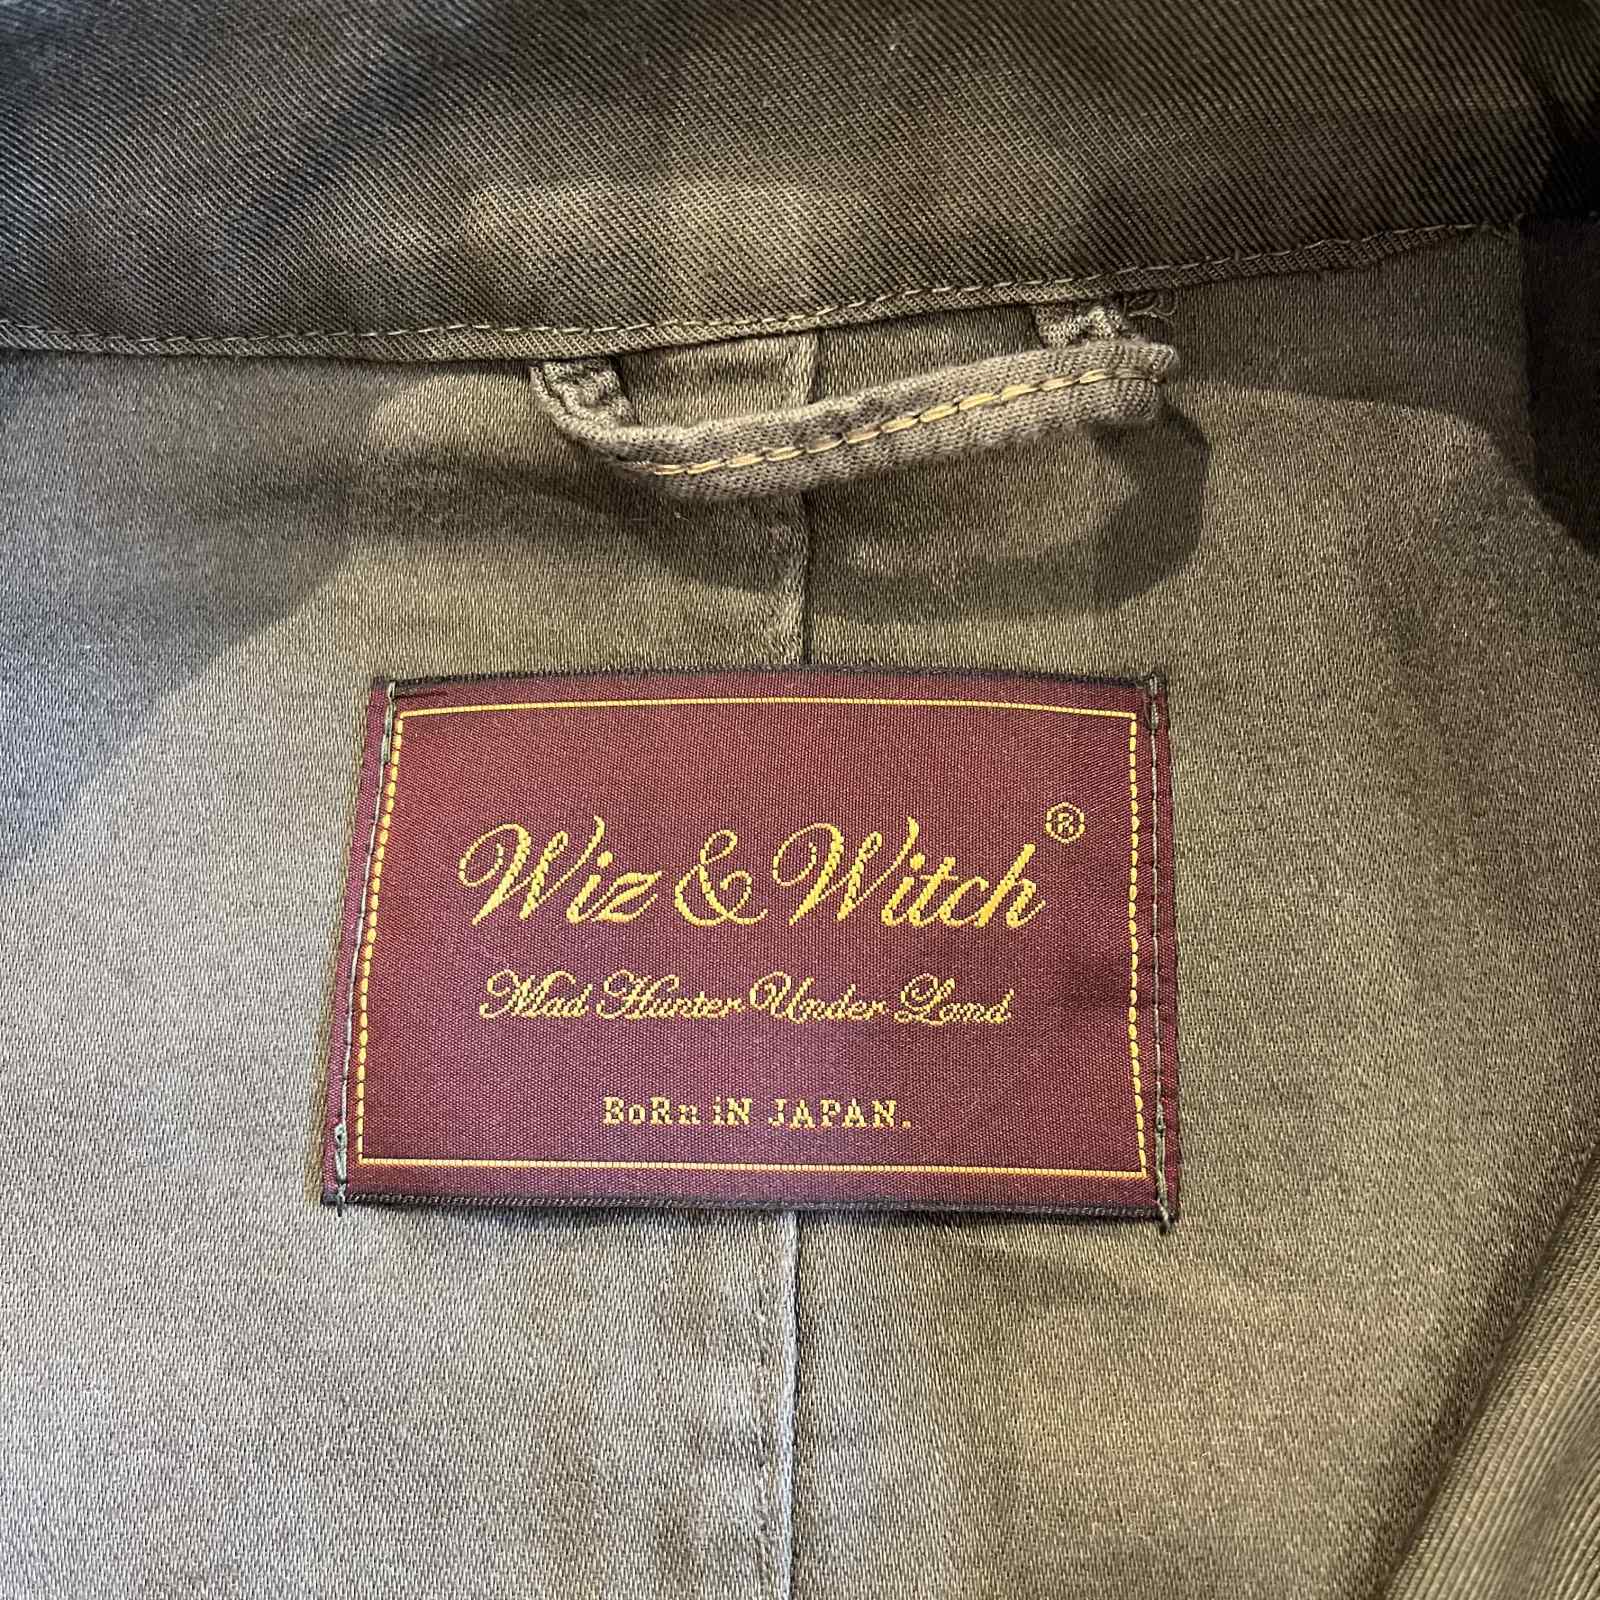 Wiz & Witch®
Mad Hunter Under Land
BoRn iN JAPAN.